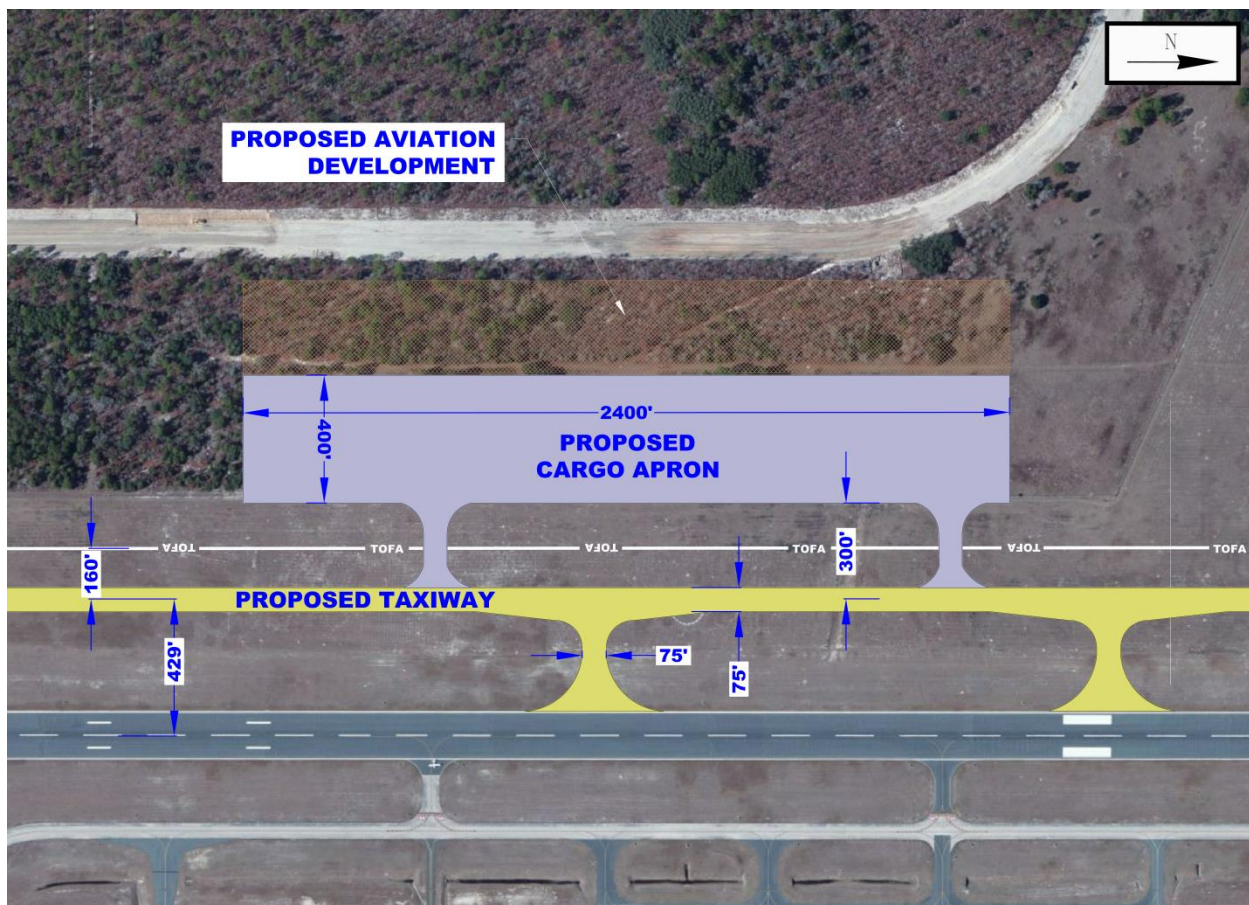 N
PROPOSED AVIATION
DEVELOPMENT
2400'
400'
PROPOSED
CARGO APRON
TOFA
TOFA
TOFA
TOFA
TOFA
TOFA
160'
300'
PROPOSED TAXIWAY
429'
75'
75'